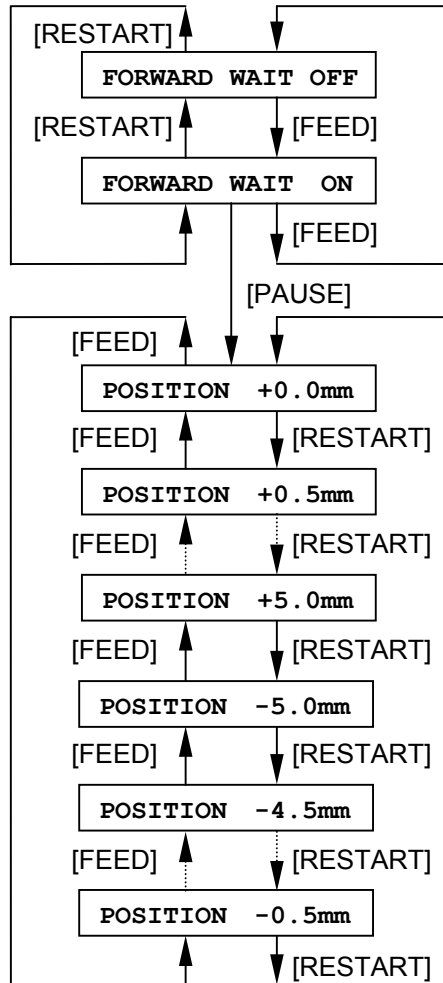 [RESTART]
FORWARD WAIT OFF
[RESTART] [FEED]
FORWARD WAIT ON
[FEED]
[PAUSE]
[FEED]
POSITION +0.0mm
[FEED] [RESTART]
POSITION +0.5mm
[FEED] [RESTART]
POSITION +5.0mm
[FEED] [RESTART]
POSITION -5.0mm
[FEED] [RESTART]
POSITION -4.5mm
[FEED] [RESTART]
POSITION -0.5mm
[RESTART]